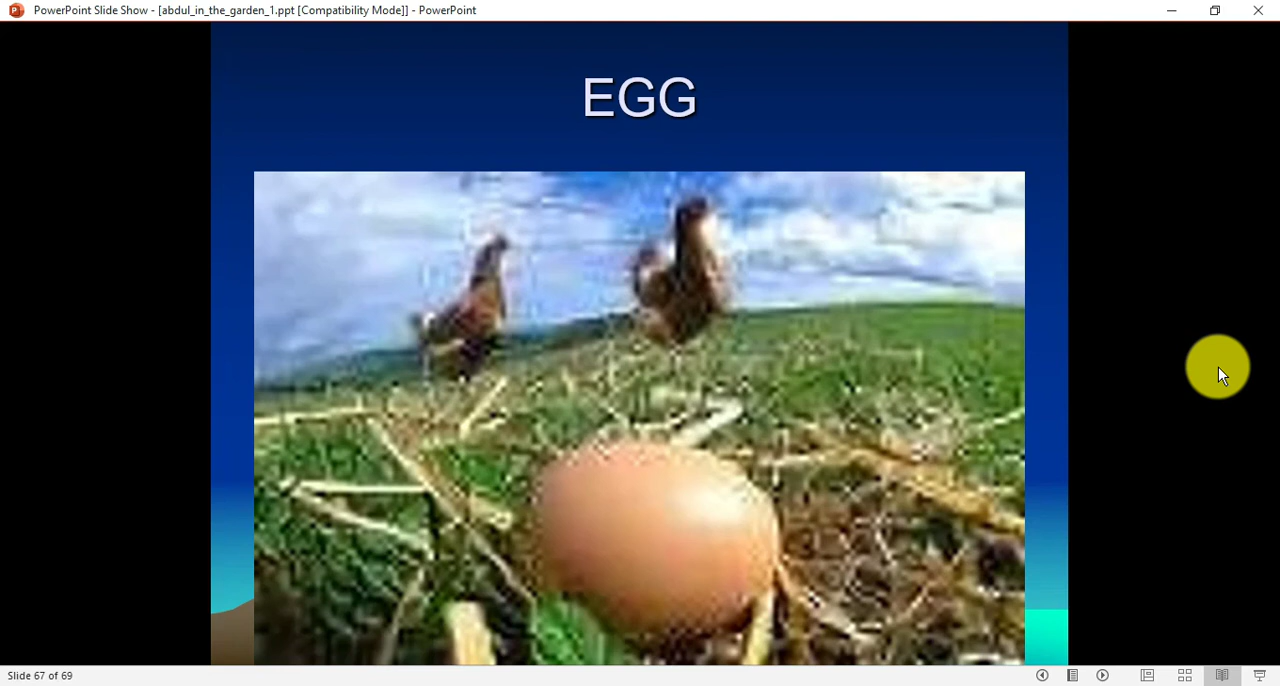 PowerPoint Slide Show - [abdul_in_the_garden_1.ppt [Compatibility Mode]] - PowerPoint
EGG
Slide 67 of 69